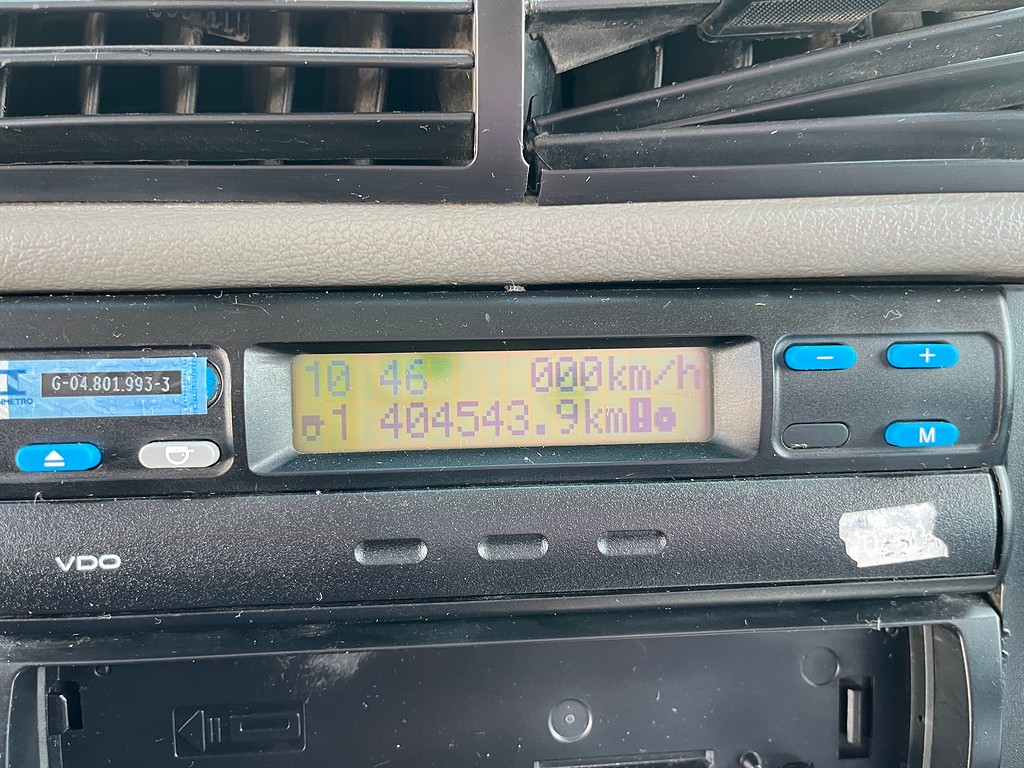 G-04.801.993-3
INMETRO
10 46 000km/h
1 404543.9km!
- +
M
VDO